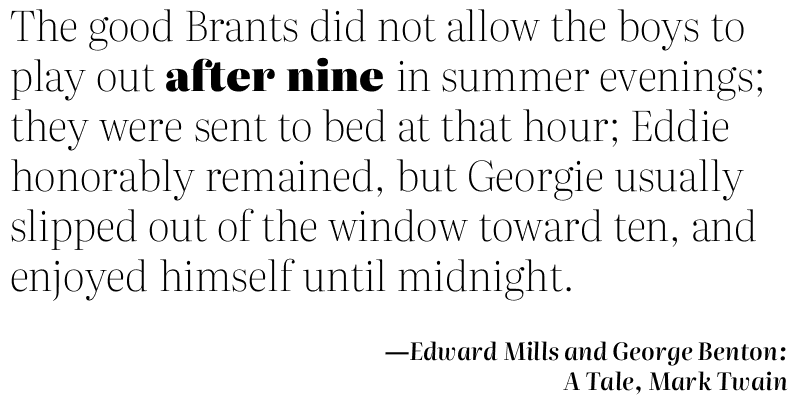 The good Brants did not allow the boys to
play out after nine in summer evenings;
they were sent to bed at that hour; Eddie
honorably remained, but Georgie usually
slipped out of the window toward ten, and
enjoyed himself until midnight.
—Edward Mills and George Benton:
A Tale, Mark Twain